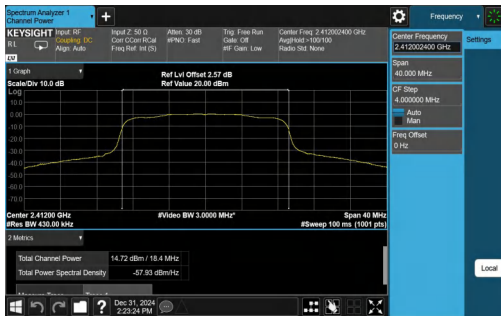 Spectrum Analyzer 1
Channel Power
Frequency
KEYSIGHT
RL
Input: RF
Coupling: DC
Align: Auto
Input Z: 50 Ω
Corr CCorr RCal
Freq Ref: Int (S)
Atten: 30 dB
#PNO: Fast
Trig: Free Run
Gate: Off
#IF Gain: Low
Center Freq: 2.412002400 GHz
Avg|Hold:>100/100
Radio Std: None
LXI
1 Graph
Scale/Div 10.0 dB
Ref Lvl Offset 2.57 dB
Ref Value 20.00 dBm
Log
10.0
0.00
-10.0
-20.0
-30.0
-40.0
-50.0
-60.0
-70.0
Center 2.41200 GHz
#Res BW 430.00 kHz
#Video BW 3.0000 MHz*
Span 40 MHz
#Sweep 100 ms (1001 pts)
2 Metrics
Total Channel Power 14.72 dBm / 18.4 MHz
Total Power Spectral Density -57.93 dBm/Hz
Dec 31, 2024
2:23:24 PM
Center Frequency
2.412002400 GHz
Settings
Span
40.000 MHz
CF Step
4.000000 MHz
Auto
Man
Freq Offset
0 Hz
Local